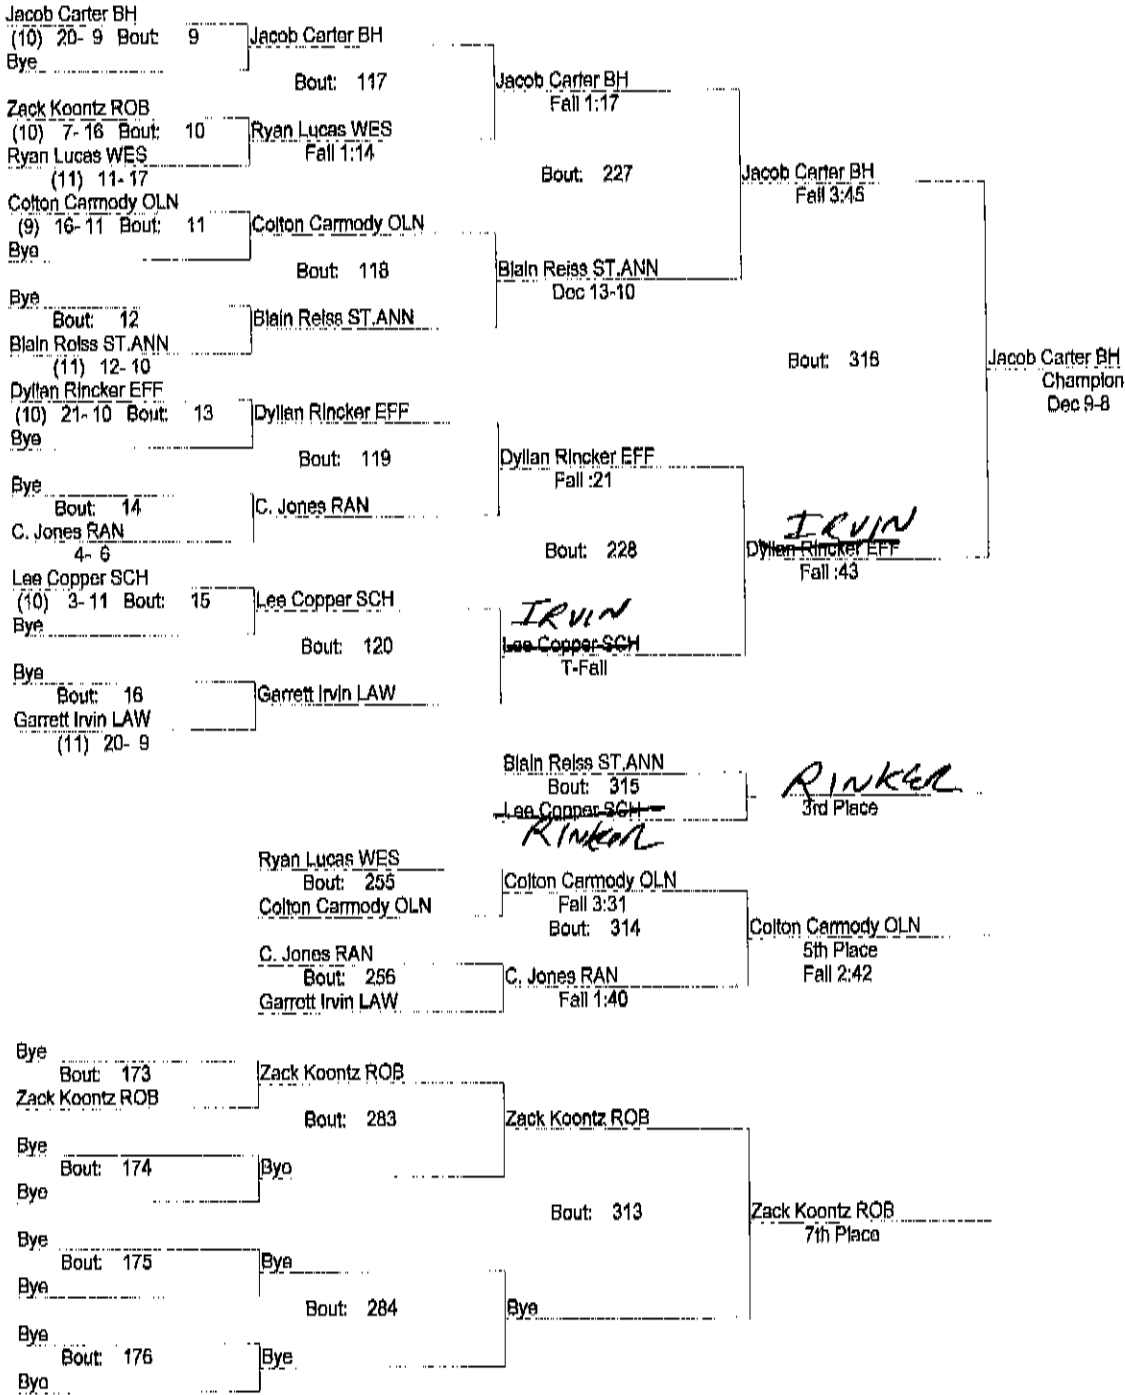 Jacob Carter BH
(10) 20- 9 Bout: 9
Bye
Jacob Carter BH
Bout: 117
Zack Koontz ROB
(10) 7- 16 Bout: 10
Ryan Lucas WES
(11) 11- 17
Ryan Lucas WES
Fall 1:14
Jacob Carter BH
Fall 1:17
Bout: 227
Colton Carmody OLN
(9) 16- 11 Bout: 11
Bye
Colton Carmody OLN
Bout: 118
Bye
Bout: 12
Blain Reiss ST.ANN
(11) 12- 10
Blain Reiss ST.ANN
Blain Reiss ST.ANN
Dec 13-10
Jacob Carter BH
Fall 3:45
Bout: 316
Dyllan Rincker EFF
(10) 21- 10 Bout: 13
Bye
Dyllan Rincker EFF
Bout: 119
Bye
Bout: 14
C. Jones RAN
4- 6
C. Jones RAN
Dyllan Rincker EFF
Fall :21
Bout: 228
Lee Copper SCH
(10) 3- 11 Bout: 15
Bye
Lee Copper SCH
Bout: 120
Bye
Bout: 16
Garrett Irvin LAW
(11) 20- 9
Garrett Irvin LAW
IRVIN
Lee Copper SCH
T-Fall
IRVIN
Dyllan Rincker EFF
Fall :43
Jacob Carter BH
Champion
Dec 9-8
Blain Reiss ST.ANN
Bout: 315
Lee Copper SCH
RINKER
RINKER
3rd Place
Ryan Lucas WES
Bout: 255
Colton Carmody OLN
Colton Carmody OLN
Fall 3:31
Bout: 314
C. Jones RAN
Bout: 256
Garrett Irvin LAW
C. Jones RAN
Fall 1:40
Colton Carmody OLN
5th Place
Fall 2:42
Bye
Bout: 173
Zack Koontz ROB
Zack Koontz ROB
Bout: 283
Bye
Bout: 174
Bye
Bye
Zack Koontz ROB
Bout: 313
Bye
Bout: 175
Bye
Bye
Bout: 284
Bye
Bout: 176
Bye
Bye
Bye
Zack Koontz ROB
7th Place